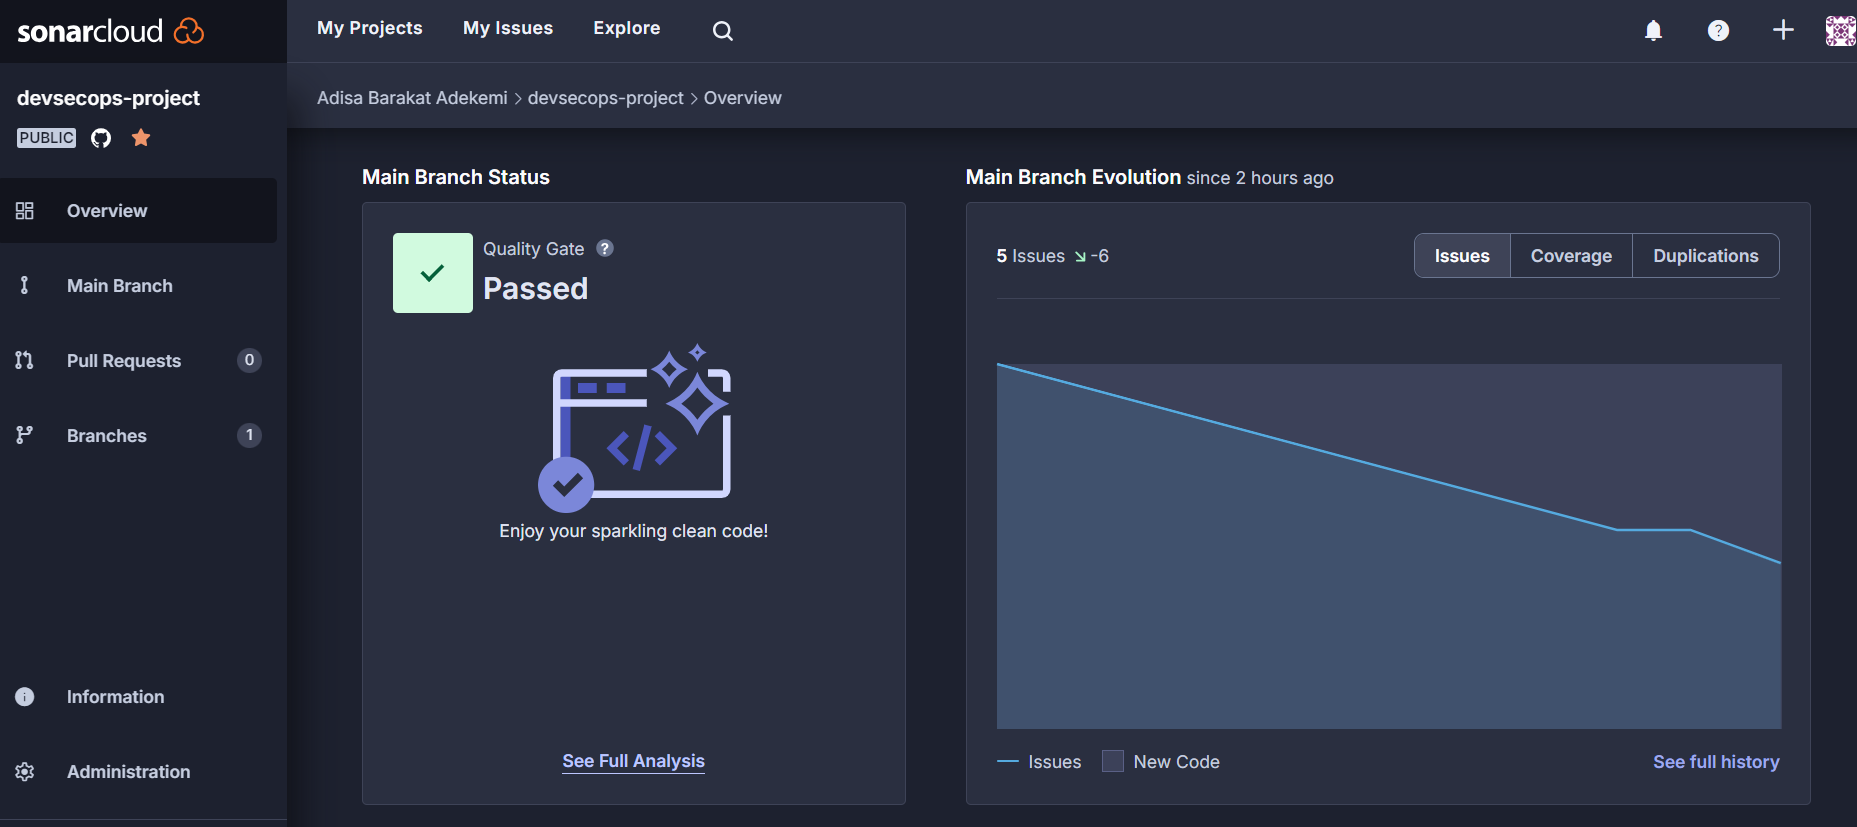 sonarcloud
My Projects My Issues Explore
devsecops-project
PUBLIC
Adisa Barakat Adekemi > devsecops-project > Overview
Overview
Main Branch
Pull Requests 0
Branches 1
Information
Administration
Main Branch Status
Quality Gate ?
Passed
Enjoy your sparkling clean code!
See Full Analysis
Main Branch Evolution since 2 hours ago
5 Issues -6
Issues Coverage Duplications
Issues New Code
See full history